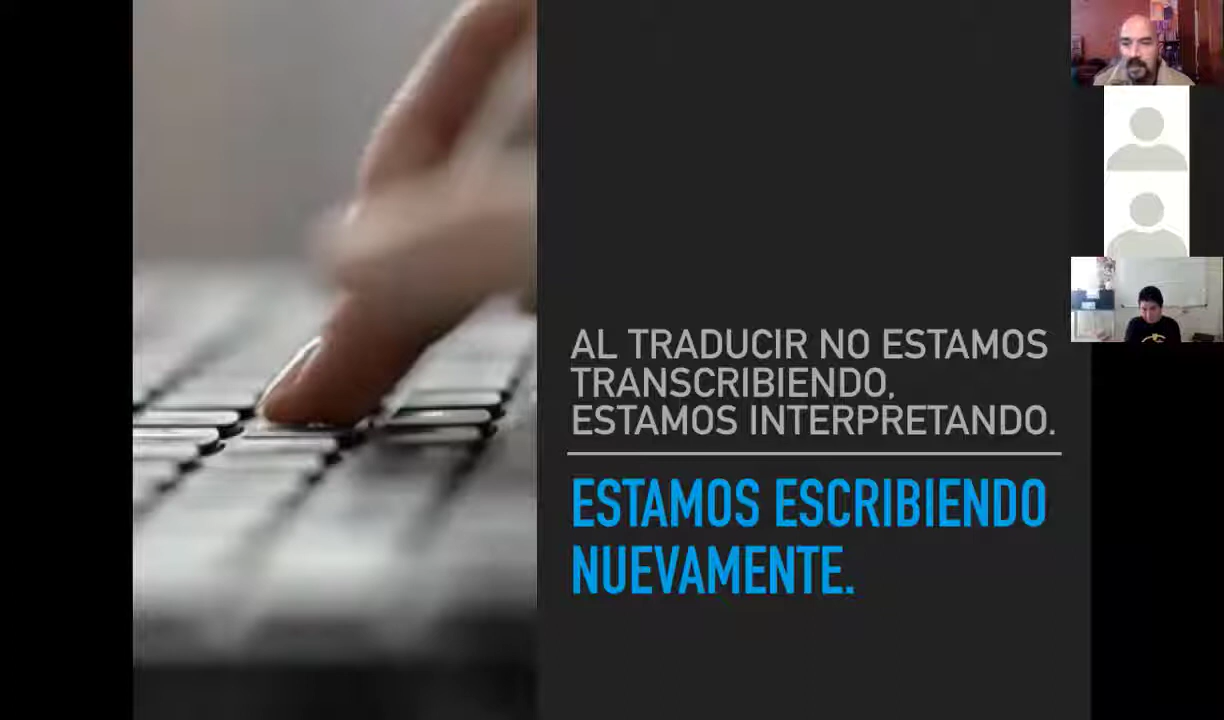 AL TRADUCIR NO ESTAMOS
TRANSCRIBIENDO,
ESTAMOS INTERPRETANDO.
ESTAMOS ESCRIBIENDO
NUEVAMENTE.